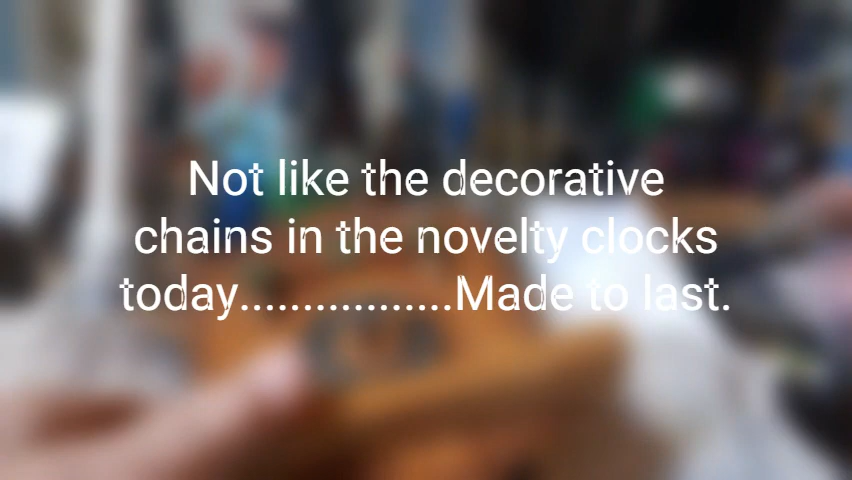 Not like the decorative
chains in the novelty clocks
today.................Made to last.